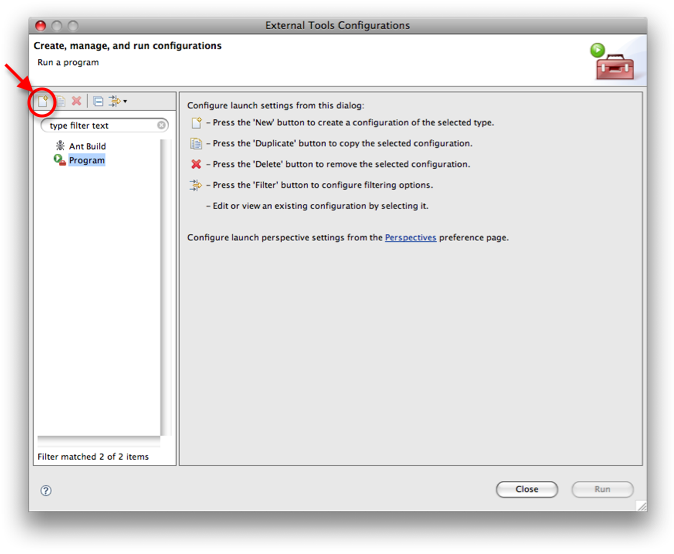 External Tools Configurations
Create, manage, and run configurations
Run a program
type filter text
Ant Build
Program
Filter matched 2 of 2 items
Configure launch settings from this dialog:
– Press the 'New' button to create a configuration of the selected type.
– Press the 'Duplicate' button to copy the selected configuration.
– Press the 'Delete' button to remove the selected configuration.
– Press the 'Filter' button to configure filtering options.
– Edit or view an existing configuration by selecting it.
Configure launch perspective settings from the Perspectives preference page.
?
Close
Run